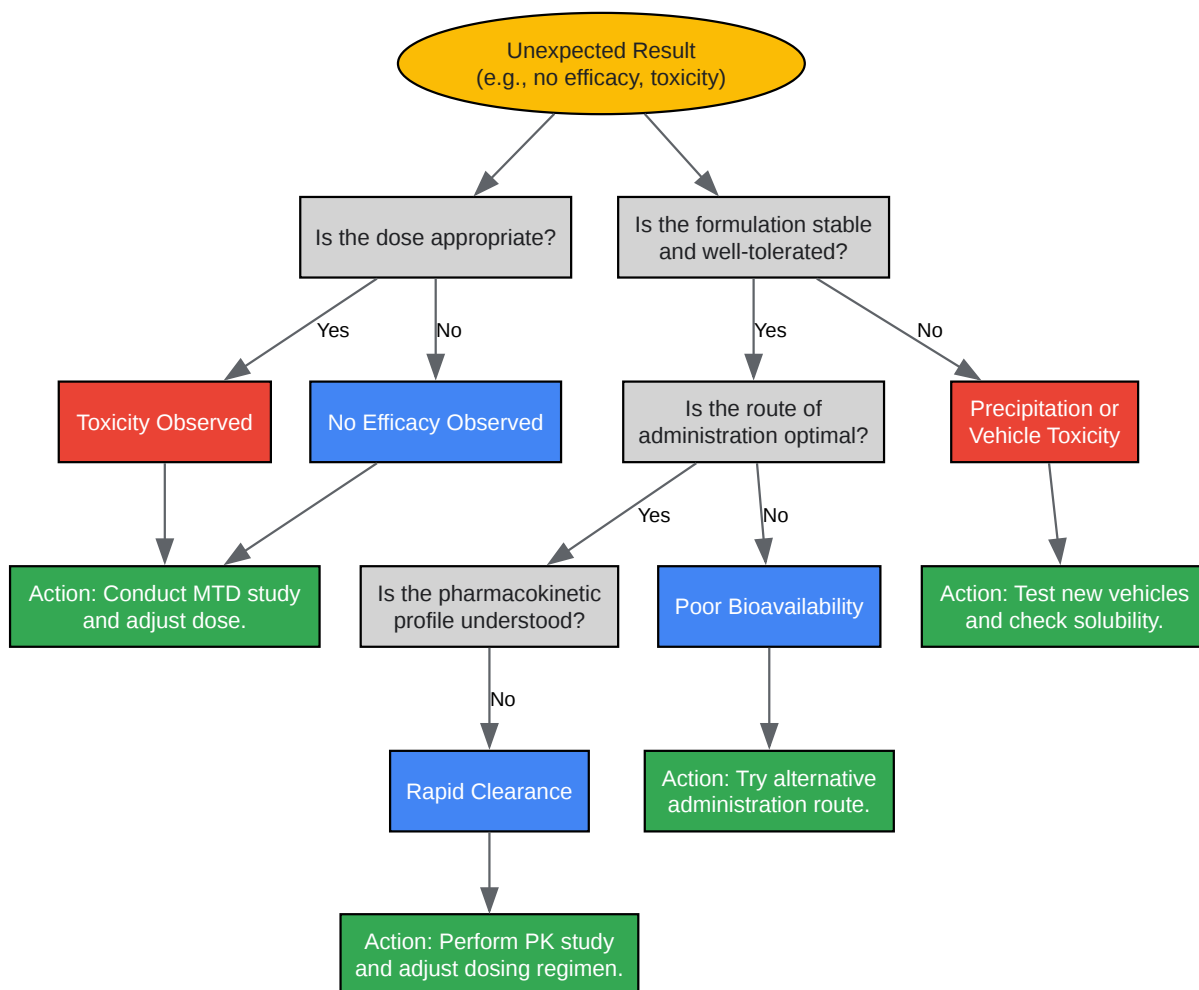 Unexpected Result
(e.g., no efficacy, toxicity)
Is the dose appropriate?
Is the formulation stable
and well-tolerated?
Yes
No
Yes
No
Toxicity Observed
No Efficacy Observed
Is the route of
administration optimal?
Precipitation or
Vehicle Toxicity
Yes
No
Action: Conduct MTD study
and adjust dose.
Is the pharmacokinetic
profile understood?
Poor Bioavailability
Action: Test new vehicles
and check solubility.
No
Rapid Clearance
Action: Try alternative
administration route.
Action: Perform PK study
and adjust dosing regimen.